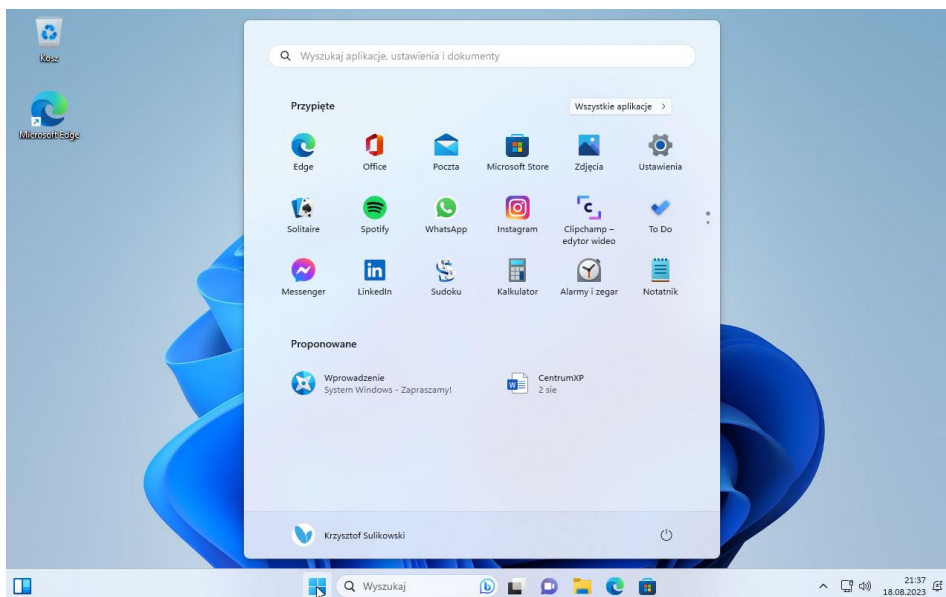 Kosz
Microsoft Edge
Wyszukaj aplikacje, ustawienia i dokumenty
Przypięte
Wszystkie aplikacje
Edge
Office
Poczta
Microsoft Store
Zdjęcia
Ustawienia
Solitaire
Spotify
WhatsApp
Instagram
Clipchamp –
edytor wideo
To Do
Messenger
LinkedIn
Sudoku
Kalkulator
Alarmy i zegar
Notatnik
Proponowane
Wprowadzenie
System Windows - Zapraszamy!
CentrumXP
2 sie
Krzysztof Sulikowski
Wyszukaj
21:37
18.08.2023